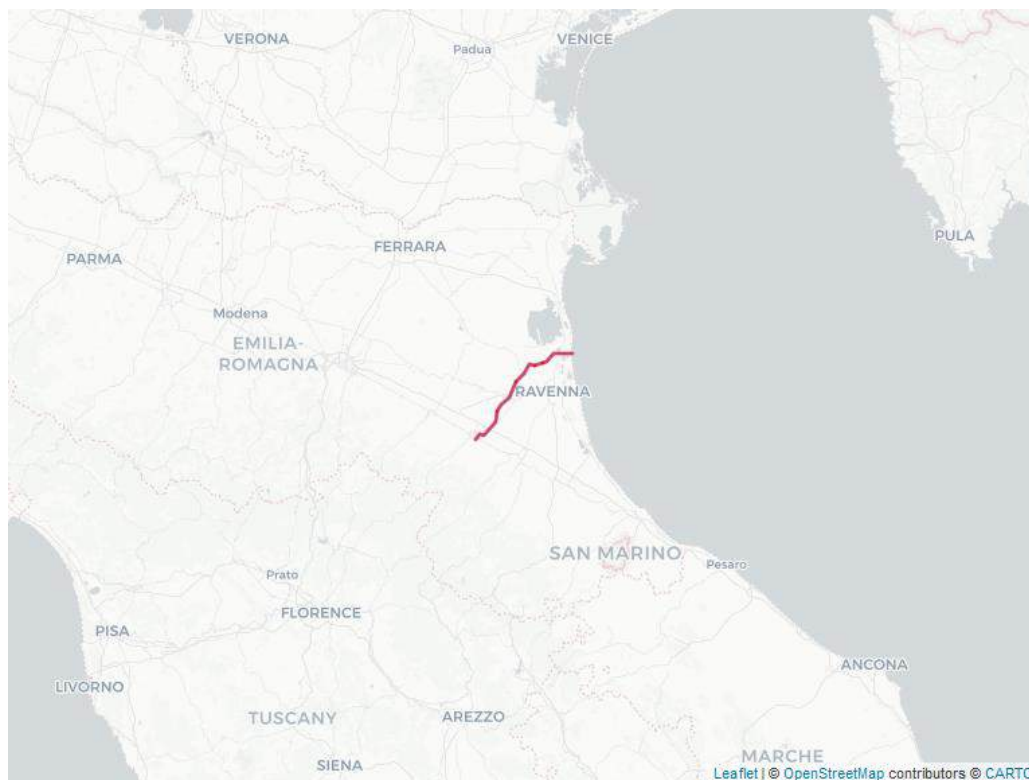 VERONA
Padua
VENICE
FERRARA
PULA
PARMA
Modena
EMILIA-
ROMAGNA
RAVENNA
SAN MARINO
Pesaro
Prato
FLORENCE
PISA
ANCONA
LIVORNO
TUSCANY
AREZZO
MARCHE
SIENA
Leaflet | © OpenStreetMap contributors © CARTO